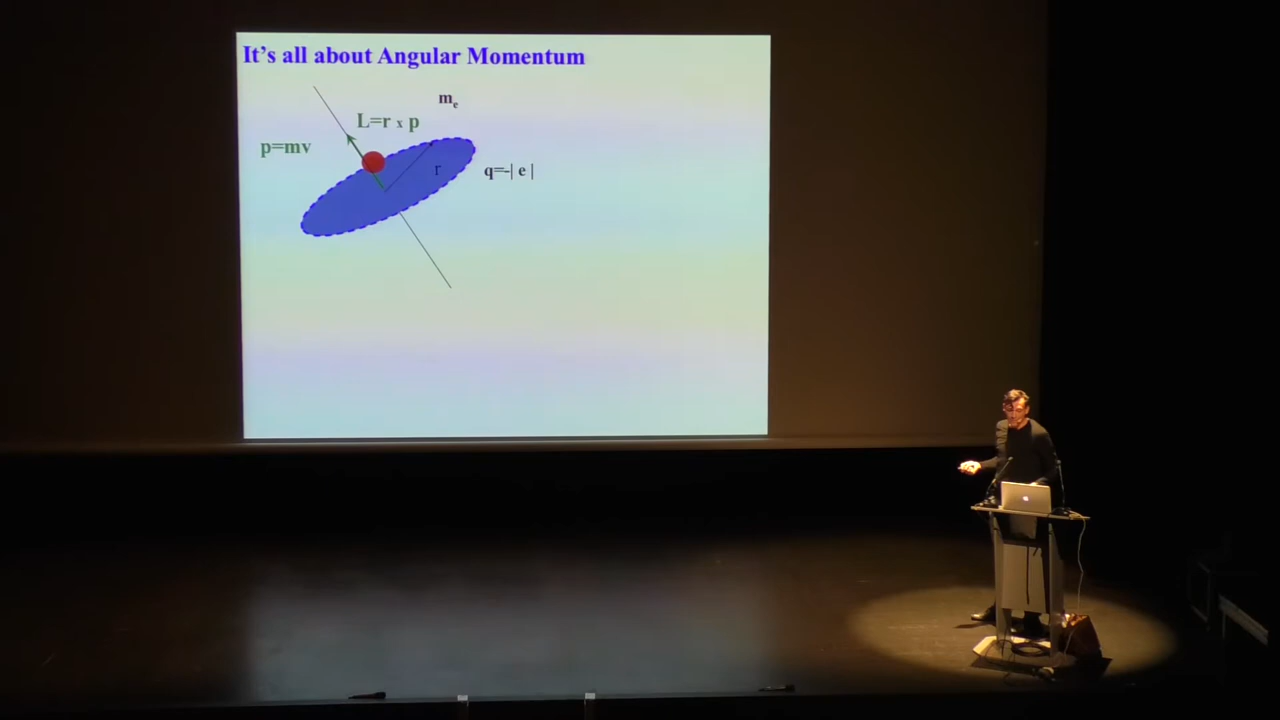 It's all about Angular Momentum
m_e
L=r x p
p=mv
r
q=-| e |